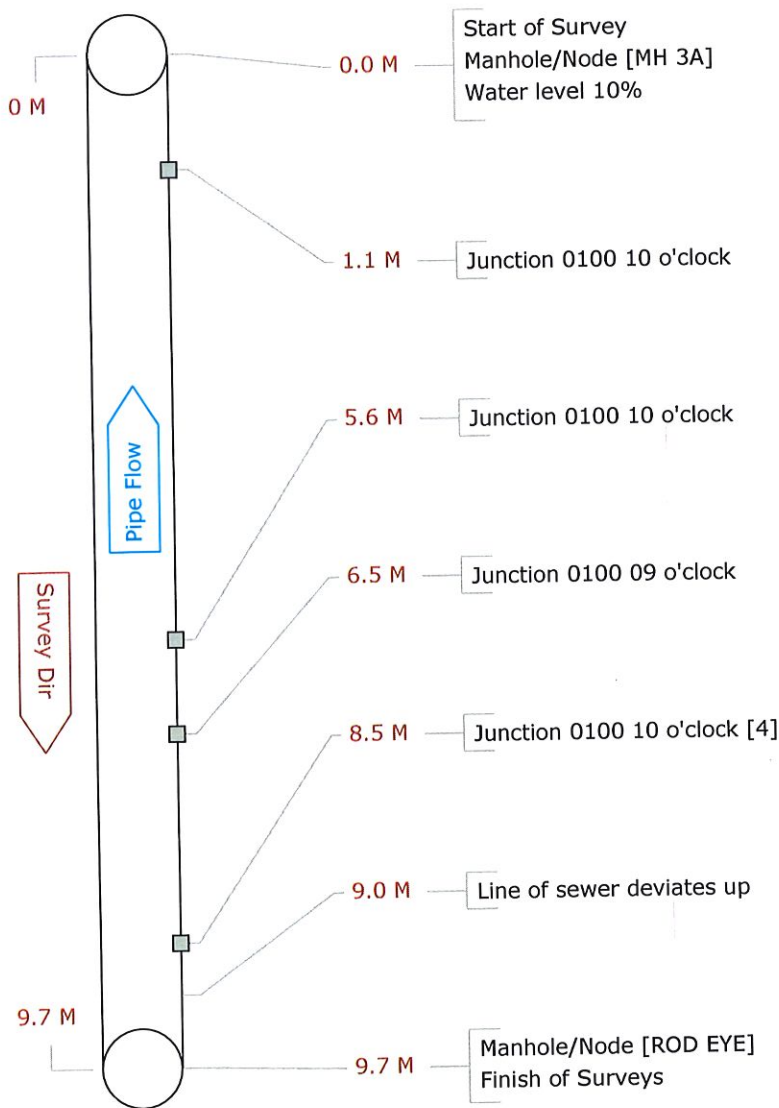 0 M
0.0 M
Start of Survey
Manhole/Node [MH 3A]
Water level 10%
1.1 M
Junction 0100 10 o'clock
5.6 M
Junction 0100 10 o'clock
Pipe Flow
6.5 M
Junction 0100 09 o'clock
Survey Dir
8.5 M
Junction 0100 10 o'clock [4]
9.0 M
Line of sewer deviates up
9.7 M
9.7 M
Manhole/Node [ROD EYE]
Finish of Surveys